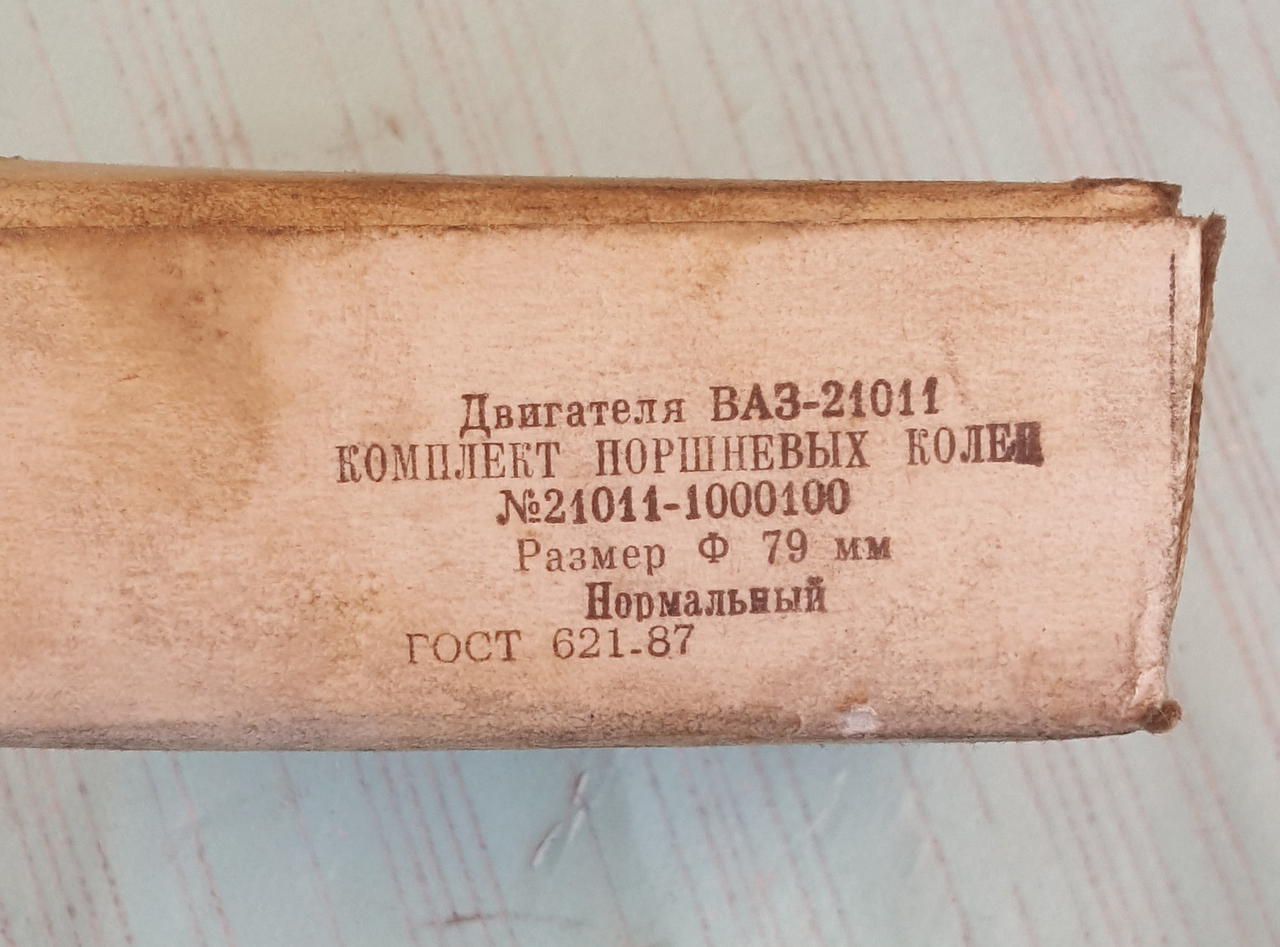 Двигателя ВАЗ-21011
КОМПЛЕКТ ПОРШНЕВЫХ КОЛЕЦ
№21011-1000100
Размер Ф 79 мм
Нормальный
ГОСТ 621-87